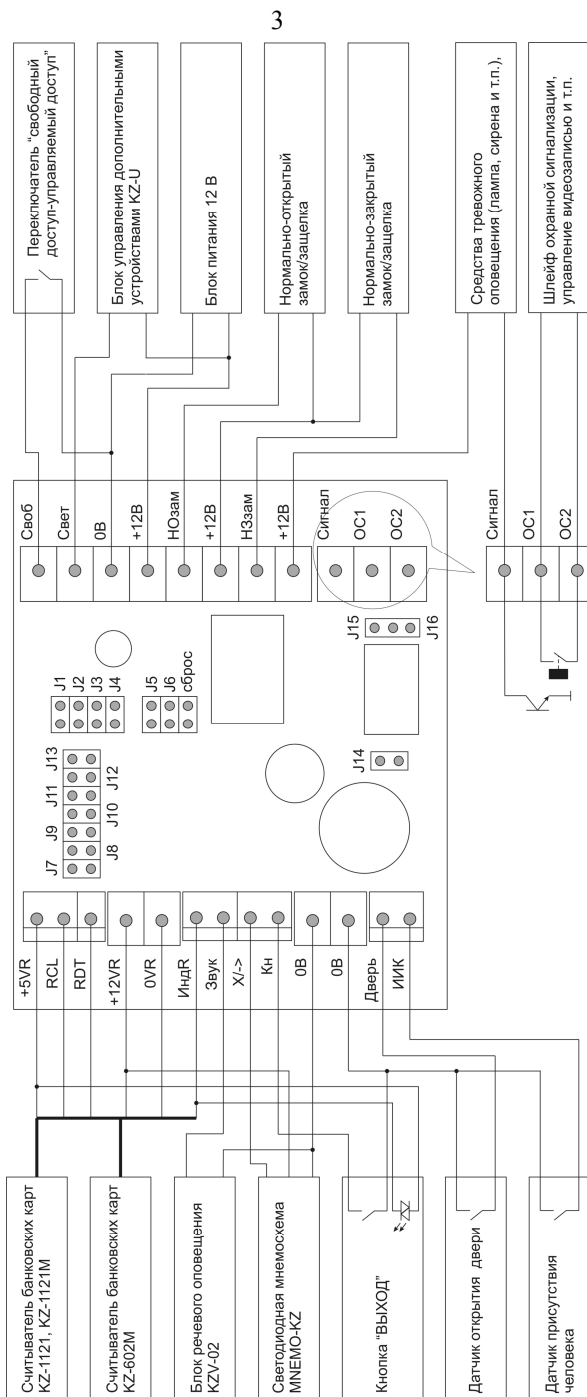 3
Переключатель "свободный
доступ-управляемый доступ"
Блок управления дополнительными
устройствами KZ-U
Блок питания 12 В
Нормально-открытый
замок/защелка
Нормально-закрытый
замок/защелка
Средства тревожного
оповещения (лампа, сирена и т.п.),
Шлейф охранной сигнализации,
управление видеозаписью и т.п.
Своб
Свет
0В
+12В
НОзам
+12В
НЗзам
+12В
Сигнал
ОС1
ОС2
Сигнал
ОС1
ОС2
J1
J2
J3
J4
J5
J6
сброс
J15
J16
J13
J11
J9
J7
J12
J10
J8
J14
+5VR
RCL
RDT
+12VR
0VR
ИндR
Звук
X/->
Кн
0В
0В
Дверь
ИИК
Считыватель банковских карт
KZ-1121, KZ-1121M
Считыватель банковских карт
KZ-602M
Блок речевого оповещения
KZV-02
Светодиодная мнемосхема
MNEMO-KZ
Кнопка "ВЫХОД"
Датчик открытия двери
Датчик присутствия
человека